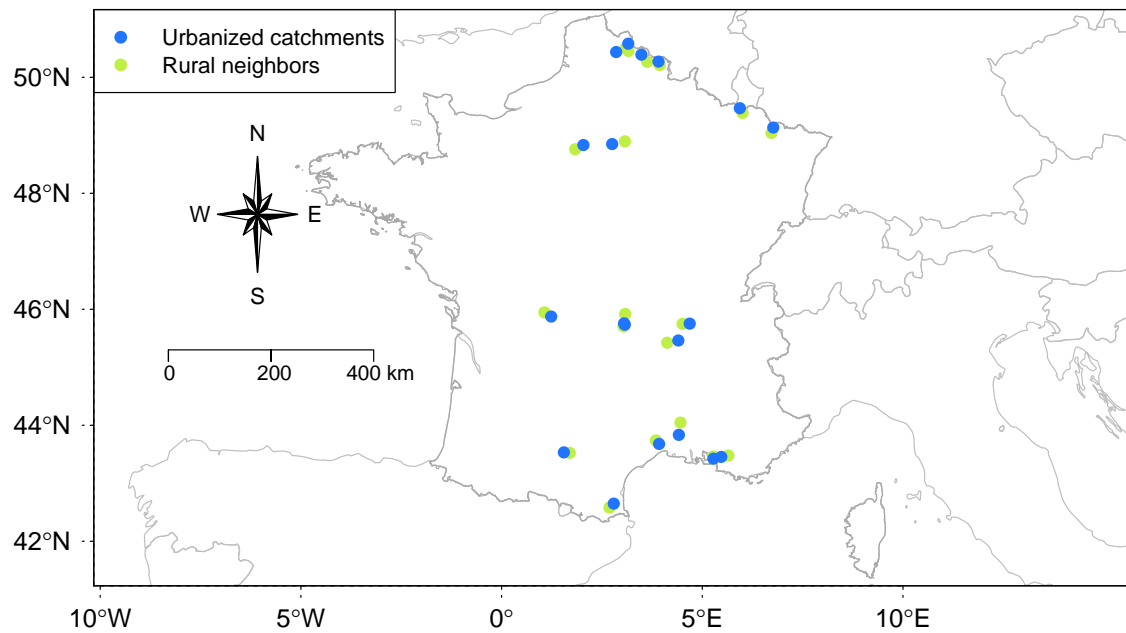 Urbanized catchments
Rural neighbors
50°N
48°N
46°N
44°N
42°N
N
W E
S
0 200 400 km
10°W 5°W 0° 5°E 10°E